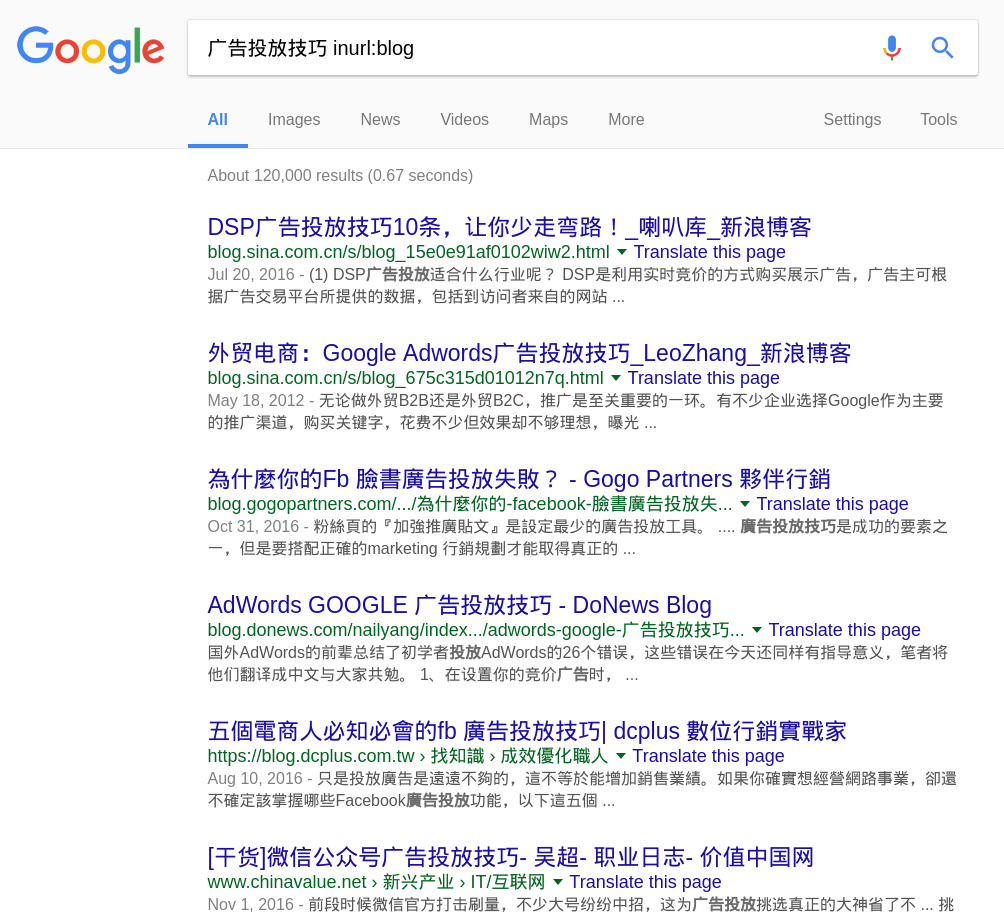 Google
广告投放技巧 inurl:blog
All Images News Videos Maps More Settings Tools
About 120,000 results (0.67 seconds)
DSP广告投放技巧10条，让你少走弯路！_喇叭库_新浪博客
blog.sina.com.cn/s/blog_15e0e91af0102wiw2.html Translate this page
Jul 20, 2016 - (1) DSP广告投放适合什么行业呢？ DSP是利用实时竞价的方式购买展示广告，广告主可根
据广告交易平台所提供的数据，包括到访问者来自的网站 ...
外贸电商：Google Adwords广告投放技巧_LeoZhang_新浪博客
blog.sina.com.cn/s/blog_675c315d01012n7q.html Translate this page
May 18, 2012 - 无论做外贸B2B还是外贸B2C，推广是至关重要的一环。有不少企业选择Google作为主要
的推广渠道，购买关键字，花费不少但效果却不够理想，曝光 ...
為什麼你的Fb 臉書廣告投放失敗？ - Gogo Partners 夥伴行銷
blog.gogopartners.com/.../為什麼你的-facebook-臉書廣告投放失... Translate this page
Oct 31, 2016 - 粉絲頁的『加強推廣貼文』是設定最少的廣告投放工具。 .... 廣告投放技巧是成功的要素之
一，但是要搭配正確的marketing 行銷規劃才能取得真正的 ...
AdWords GOOGLE 广告投放技巧 - DoNews Blog
blog.donews.com/nailyang/index.../adwords-google-广告投放技巧... Translate this page
国外AdWords的前辈总结了初学者投放AdWords的26个错误，这些错误在今天还同样有指导意义，笔者将
他们翻译成中文与大家共勉。 1、在设置你的竞价广告时， ...
五個電商人必知必會的fb 廣告投放技巧| dcplus 數位行銷實戰家
https://blog.dcplus.com.tw › 找知識 › 成效優化職人 Translate this page
Aug 10, 2016 - 只是投放廣告是遠遠不夠的，這不等於能增加銷售業績。如果你確實想經營網路事業，卻還
不確定該掌握哪些Facebook廣告投放功能，以下這五個 ...
[干货]微信公众号广告投放技巧- 吴超- 职业日志- 价值中国网
www.chinavalue.net › 新兴产业 › IT/互联网 Translate this page
Nov 1, 2016 - 前段时候微信官方打击刷量，不少大号纷纷中招，这为广告投放挑选真正的大神省了不 ... 挑